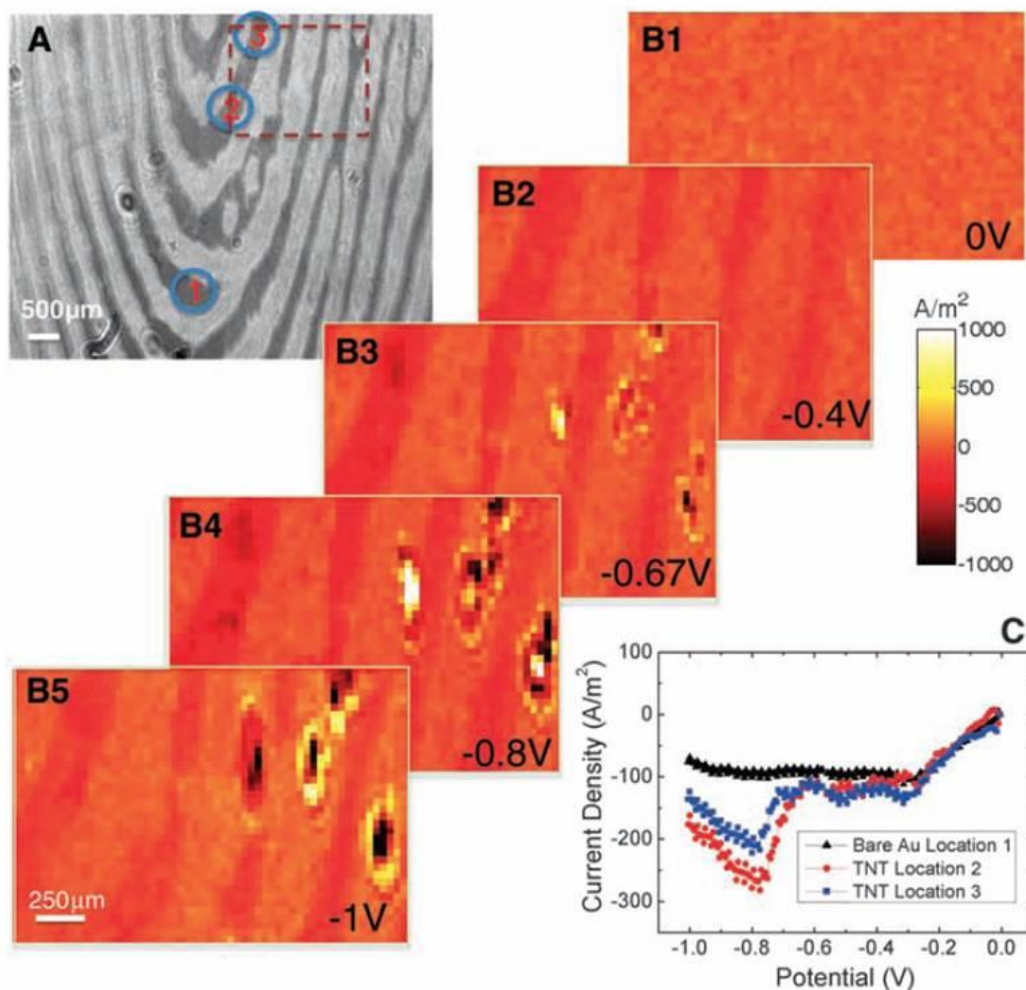 A
3
2
1
500µm
B1
0V
B2
-0.4V
B3
-0.67V
B4
-0.8V
B5
250µm
-1V
A/m²
1000
500
0
-500
-1000
C
100
0
-100
-200
-300
Current Density (A/m²)
Bare Au Location 1
TNT Location 2
TNT Location 3
-1.0 -0.8 -0.6 -0.4 -0.2 0.0
Potential (V)